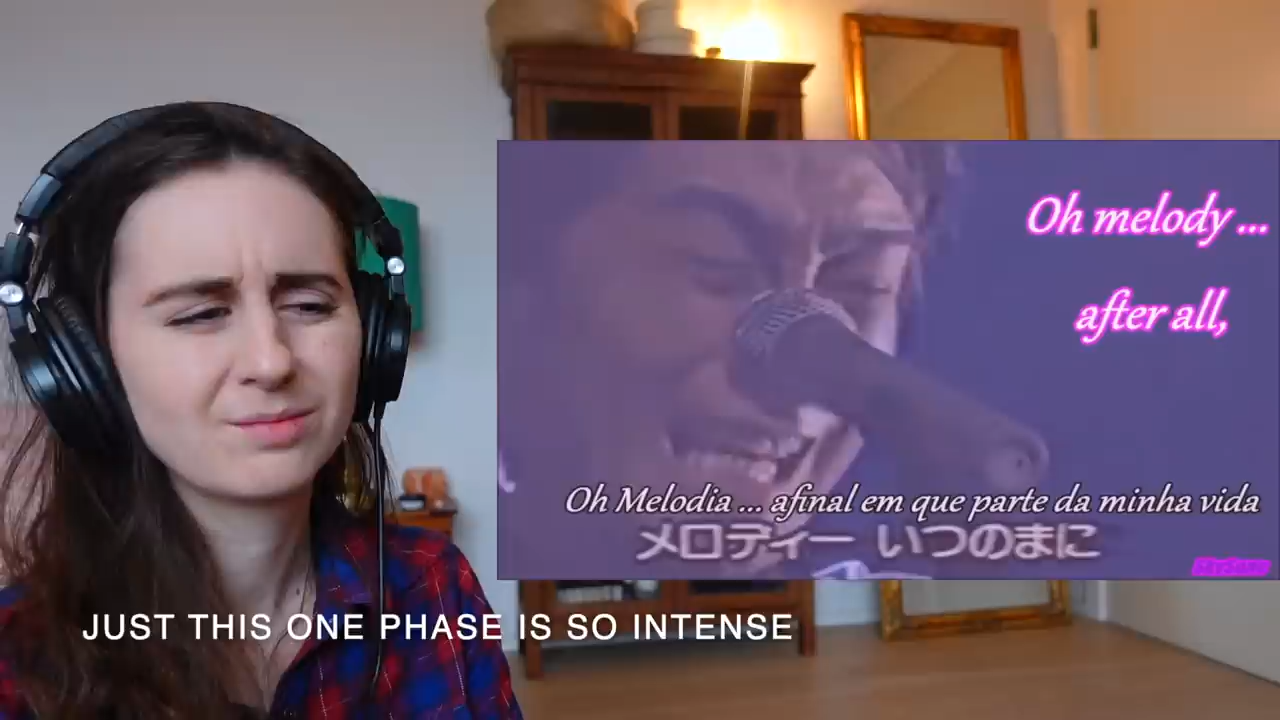 Oh melody ...
after all,
Oh Melodia ... afinal em que parte da minha vida
メロディー いつのまに
JUST THIS ONE PHASE IS SO INTENSE